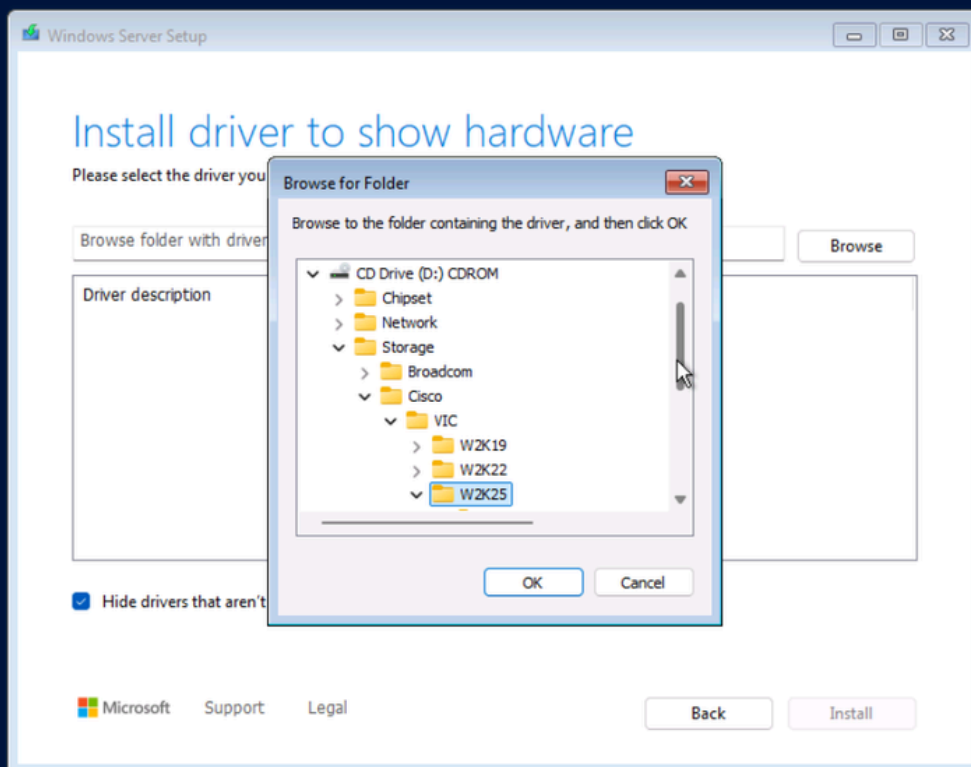 Windows Server Setup
Install driver to show hardware
Please select the driver you
Browse folder with driver
Browse
Driver description
Browse for Folder
Browse to the folder containing the driver, and then click OK
CD Drive (D:) CDROM
Chipset
Network
Storage
Broadcom
Cisco
VIC
W2K19
W2K22
W2K25
OK
Cancel
Hide drivers that aren't
Microsoft
Support
Legal
Back
Install